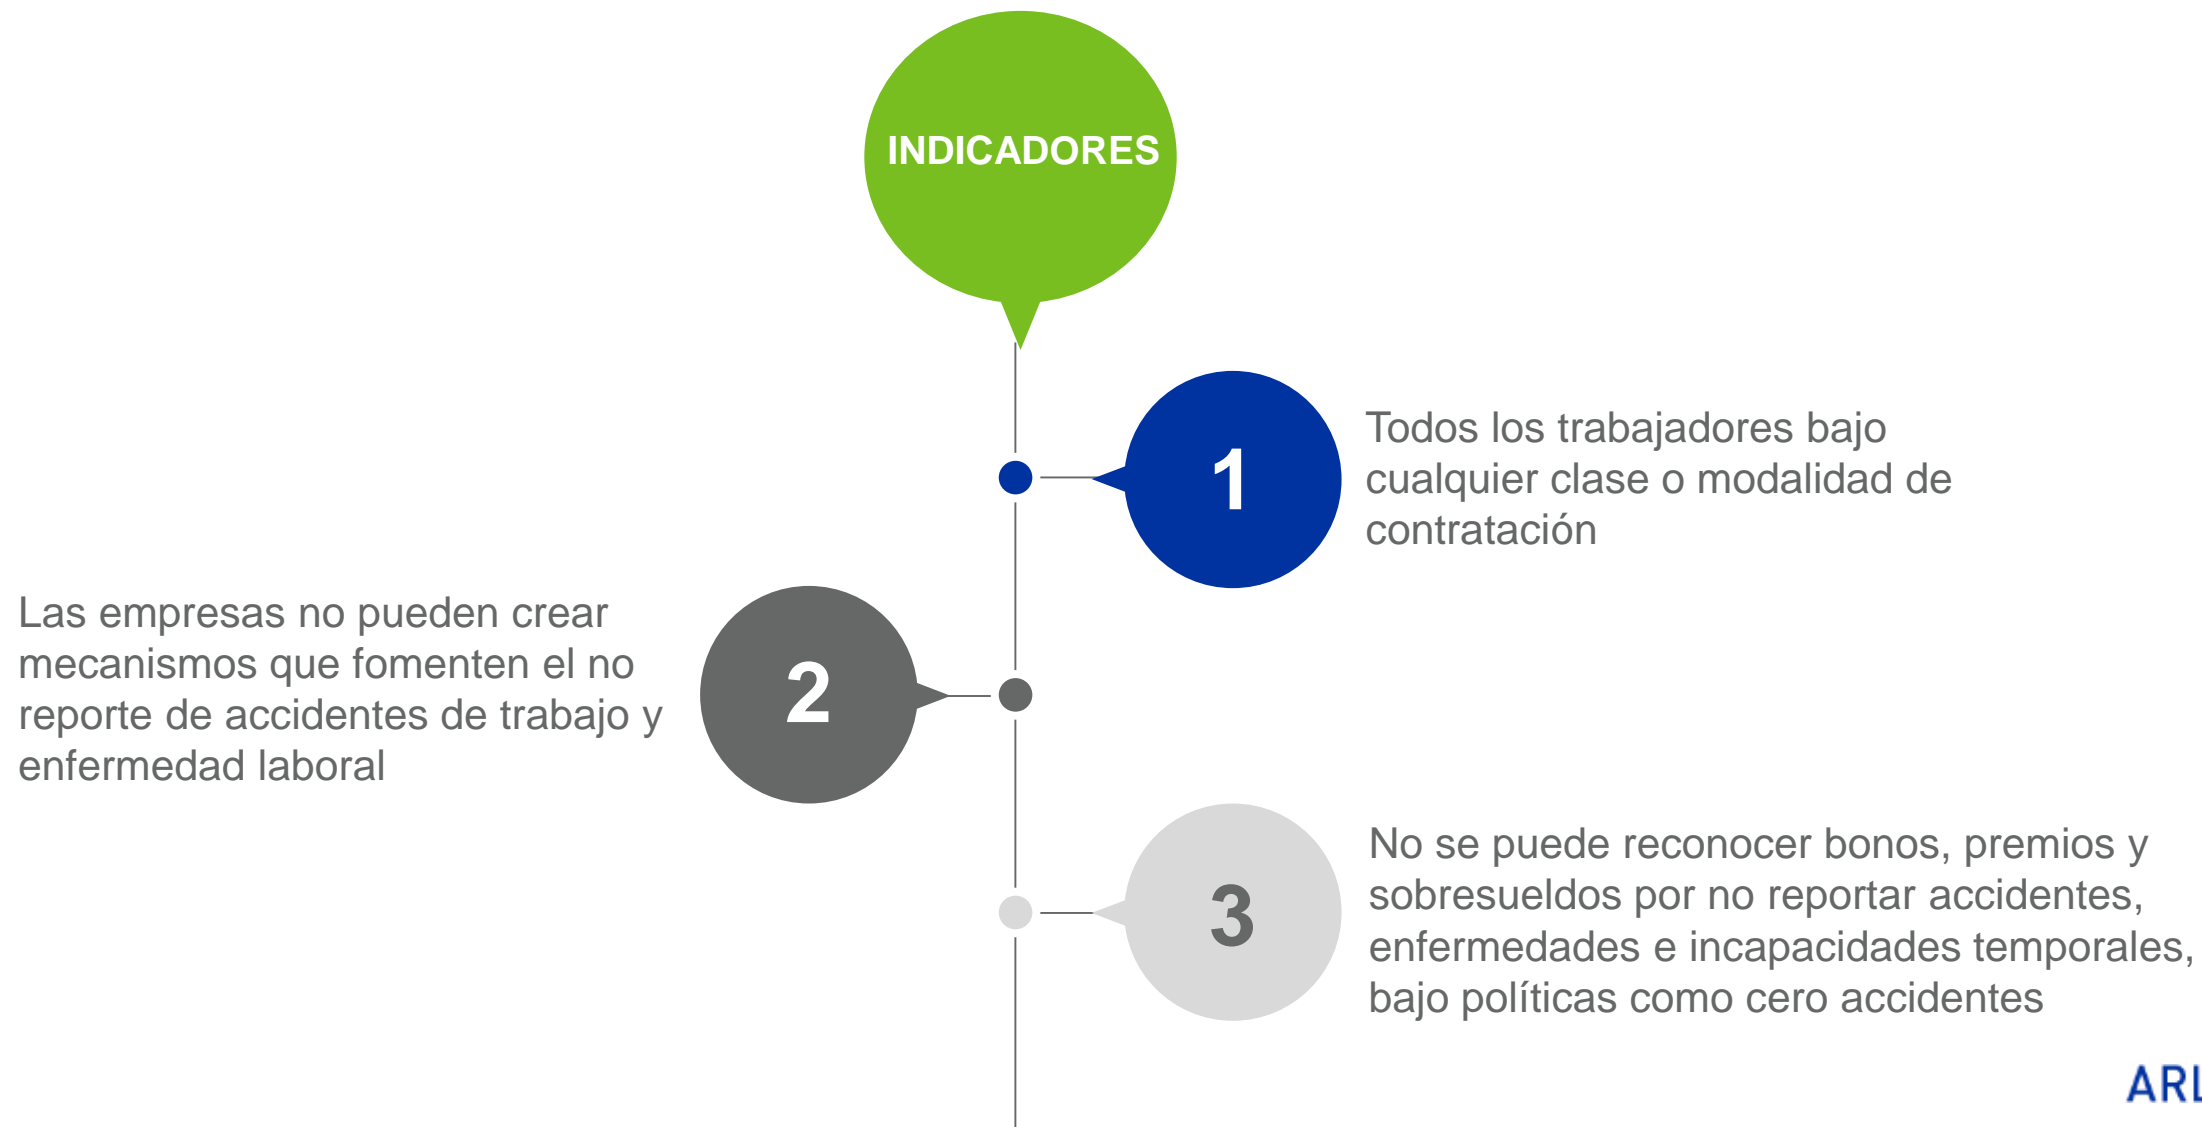 INDICADORES
1
Todos los trabajadores bajo
cualquier clase o modalidad de
contratación
2
Las empresas no pueden crear
mecanismos que fomenten el no
reporte de accidentes de trabajo y
enfermedad laboral
3
No se puede reconocer bonos, premios y
sobresueldos por no reportar accidentes,
enfermedades e incapacidades temporales,
bajo políticas como cero accidentes
ARL